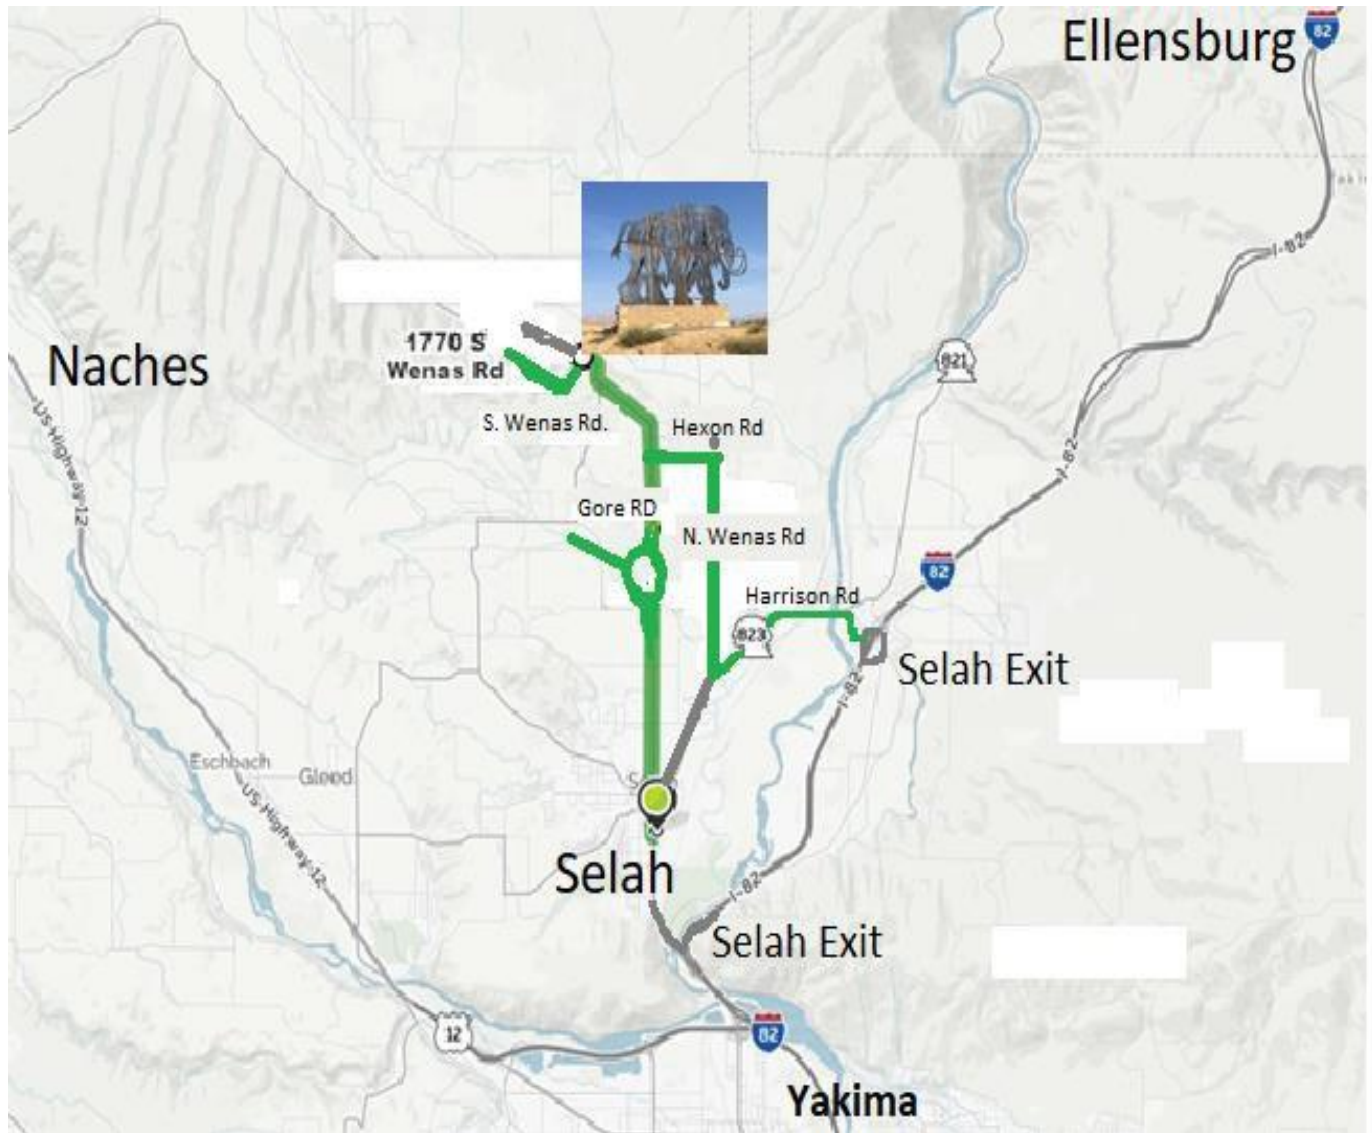 Ellensburg
82
I-82
821
1770 S
Wenas Rd
Naches
S. Wenas Rd.
Hexon Rd
US Highway 12
I-82
Gore RD
N. Wenas Rd
82
Harrison Rd
823
Selah Exit
I-82
Eschbach
Gleed
US Highway 12
Selah
I-82
Selah Exit
12
82
Yakima